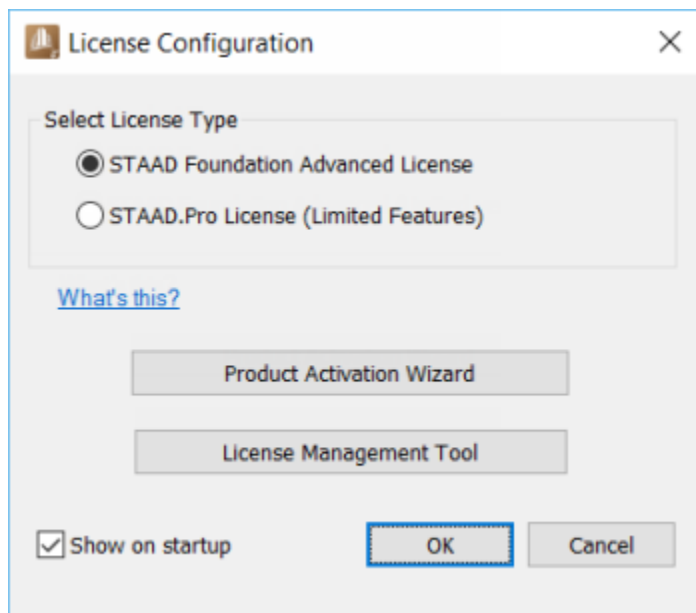 License Configuration
Select License Type
STAAD Foundation Advanced License
STAAD.Pro License (Limited Features)
What's this?
Product Activation Wizard
License Management Tool
Show on startup
OK
Cancel